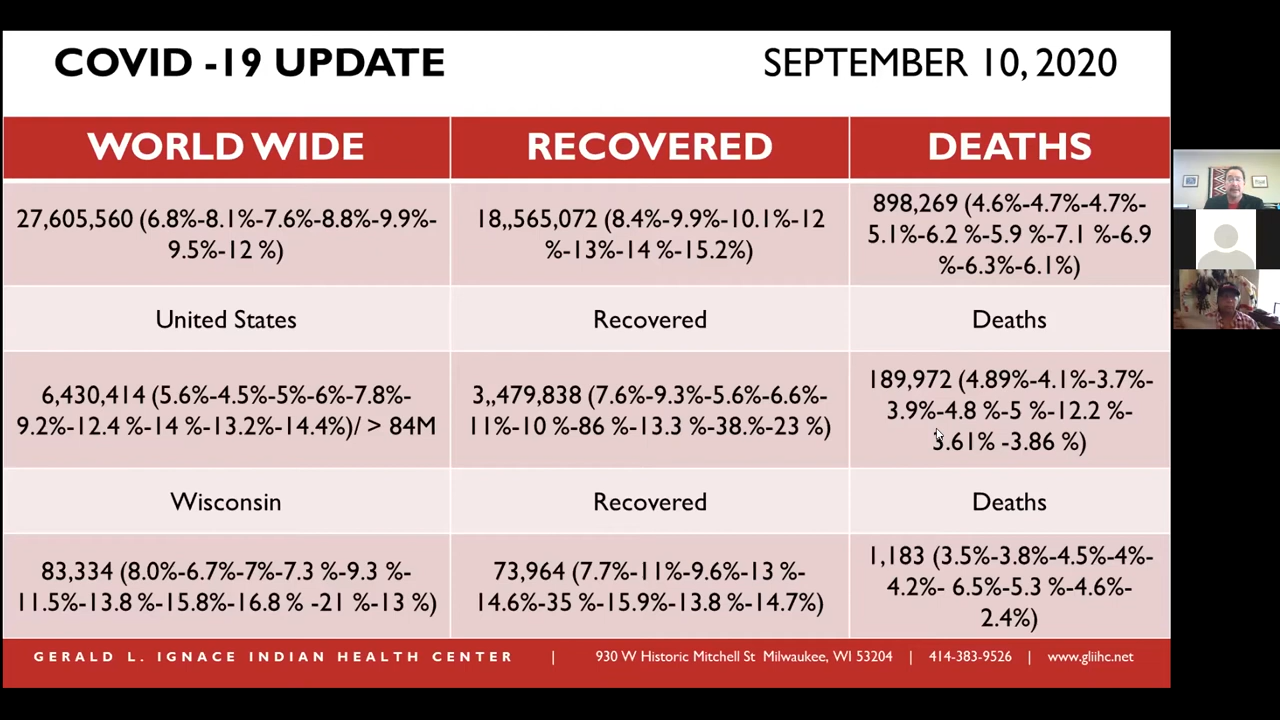 COVID -19 UPDATE
SEPTEMBER 10, 2020
WORLD WIDE
RECOVERED
DEATHS
27,605,560 (6.8%-8.1%-7.6%-8.8%-9.9%-
9.5%-12 %)
18,,565,072 (8.4%-9.9%-10.1%-12
%-13%-14 %-15.2%)
898,269 (4.6%-4.7%-4.7%-
5.1%-6.2 %-5.9 %-7.1 %-6.9
%-6.3%-6.1%)
United States
Recovered
Deaths
6,430,414 (5.6%-4.5%-5%-6%-7.8%-
9.2%-12.4 %-14 %-13.2%-14.4%)/ > 84M
3,,479,838 (7.6%-9.3%-5.6%-6.6%-
11%-10 %-86 %-13.3 %-38.%-23 %)
189,972 (4.89%-4.1%-3.7%-
3.9%-4.8 %-5 %-12.2 %-
3.61% -3.86 %)
Wisconsin
Recovered
Deaths
83,334 (8.0%-6.7%-7%-7.3 %-9.3 %-
11.5%-13.8 %-15.8%-16.8 % -21 %-13 %)
73,964 (7.7%-11%-9.6%-13 %-
14.6%-35 %-15.9%-13.8 %-14.7%)
1,183 (3.5%-3.8%-4.5%-4%-
4.2%- 6.5%-5.3 %-4.6%-
2.4%)
GERALD L. IGNACE INDIAN HEALTH CENTER | 930 W Historic Mitchell St Milwaukee, WI 53204 | 414-383-9526 | www.gliihc.net